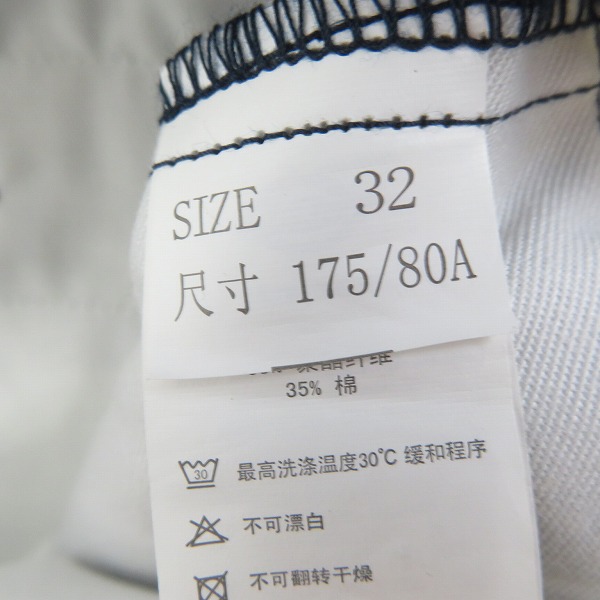 SIZE 32
尺寸 175/80A
35% 棉
30 最高洗涤温度30℃ 缓和程序
不可漂白
不可翻转干燥